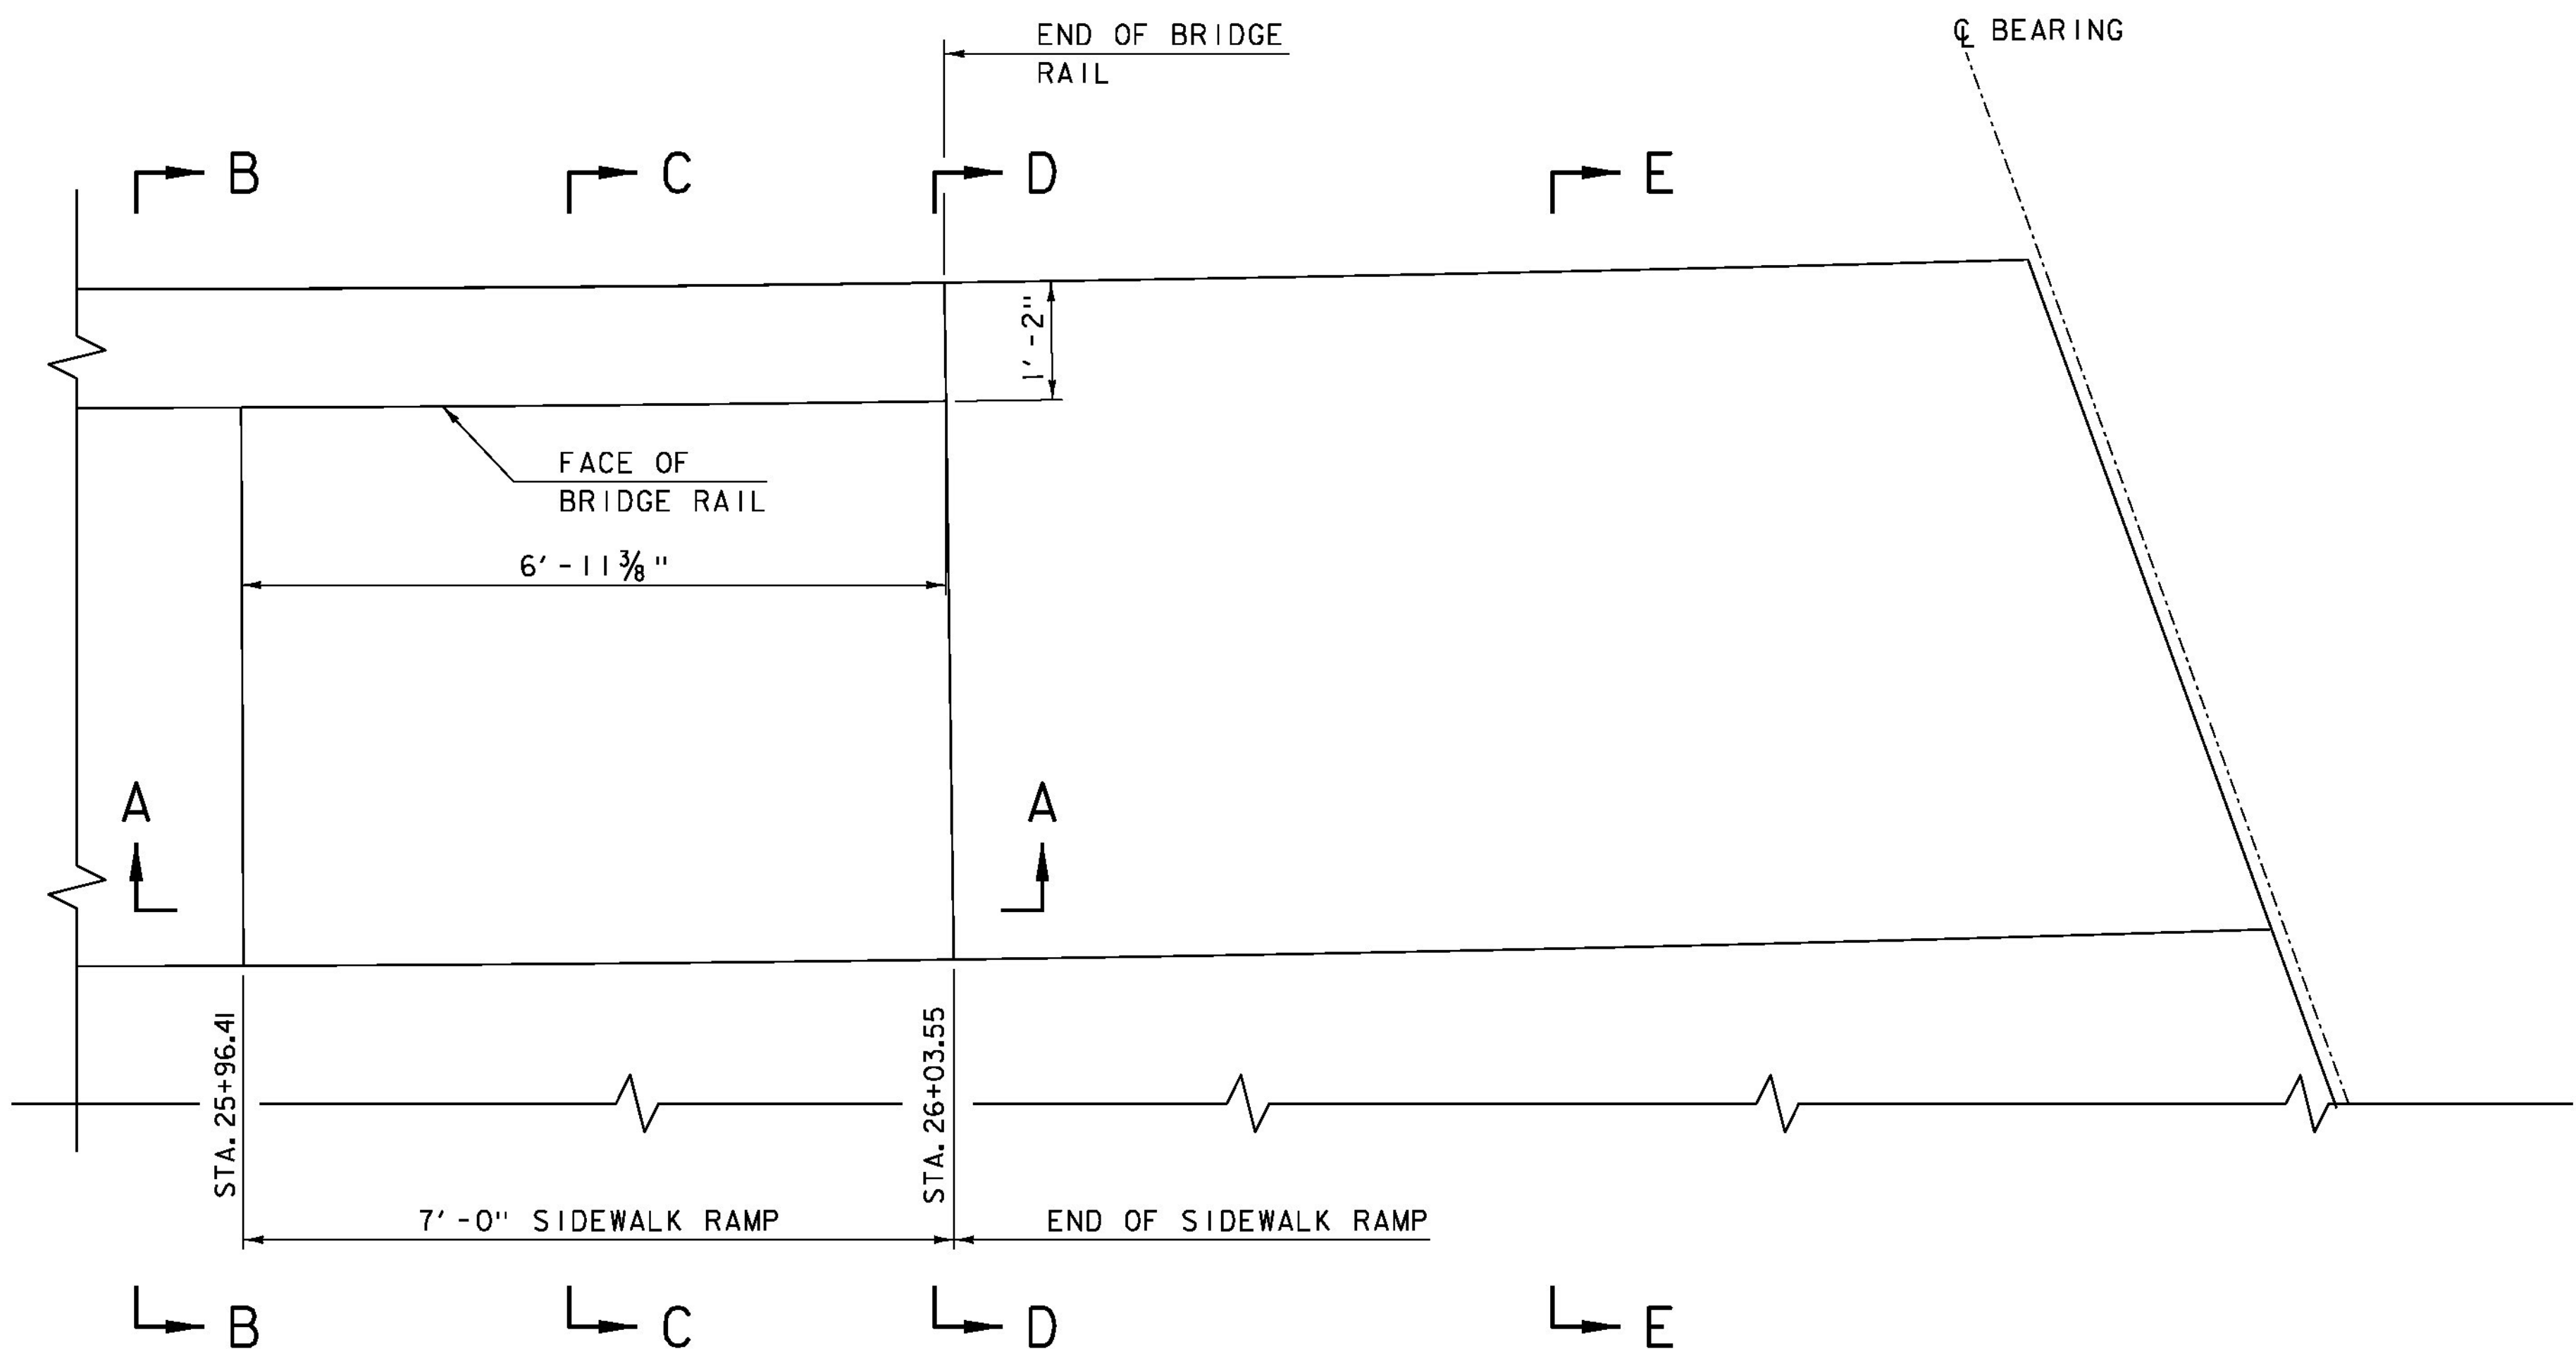 END OF BRIDGE
RAIL
℄ BEARING
B
C
D
E
1'-2"
FACE OF
BRIDGE RAIL
6'-11⅜"
A
A
STA. 25+96.41
STA. 26+03.55
7'-0" SIDEWALK RAMP
END OF SIDEWALK RAMP
B
C
D
E